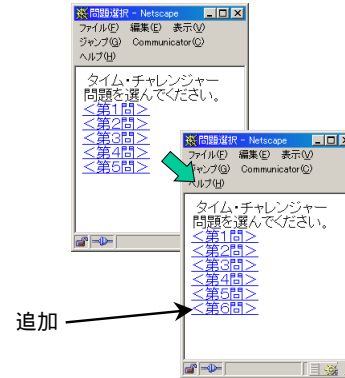 問題選択 - Netscape
ファイル(F) 編集(E) 表示(V)
ジャンプ(G) Communicator(C)
ヘルプ(H)
タイム・チャレンジャー
問題を選んでください。
＜第1問＞
＜第2問＞
＜第3問＞
＜第4問＞
＜第5問＞
問題選択 - Netscape
ファイル(F) 編集(E) 表示(V)
ジャンプ(G) Communicator(C)
ヘルプ(H)
タイム・チャレンジャー
問題を選んでください。
＜第1問＞
＜第2問＞
＜第3問＞
＜第4問＞
＜第5問＞
＜第6問＞
追加